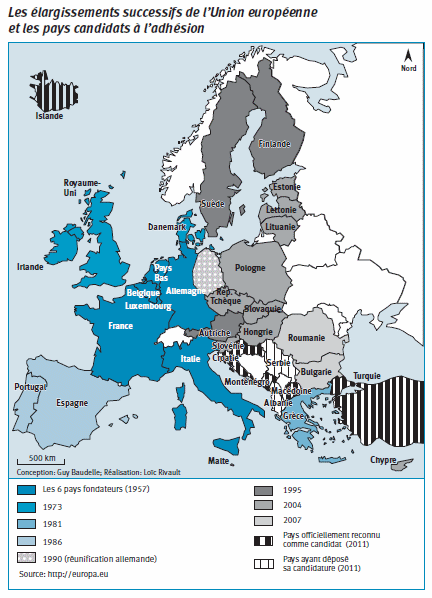 Les élargissements successifs de l'Union européenne
et les pays candidats à l'adhésion
Nord
Islande
Finlande
Royaume-
Uni
Estonie
Suède
Lettonie
Danemark
Lituanie
Irlande
Pays
Bas
Pologne
Belgique
Allemagne
Rép.
Tchèque
Luxembourg
Slovaquie
France
Autriche
Hongrie
Roumanie
Slovénie
Italie
Croatie
Serbie
Bulgarie
Monténégro
Turquie
Portugal
Macédoine
Espagne
Albanie
Grèce
500 km
Malte
Chypre
Conception: Guy Baudelle; Réalisation: Loïc Rivault
Les 6 pays fondateurs (1957)
1973
1981
1986
1990 (réunification allemande)
Source: http://europa.eu
1995
2004
2007
Pays officiellement reconnu
comme candidat (2011)
Pays ayant déposé
sa candidature (2011)